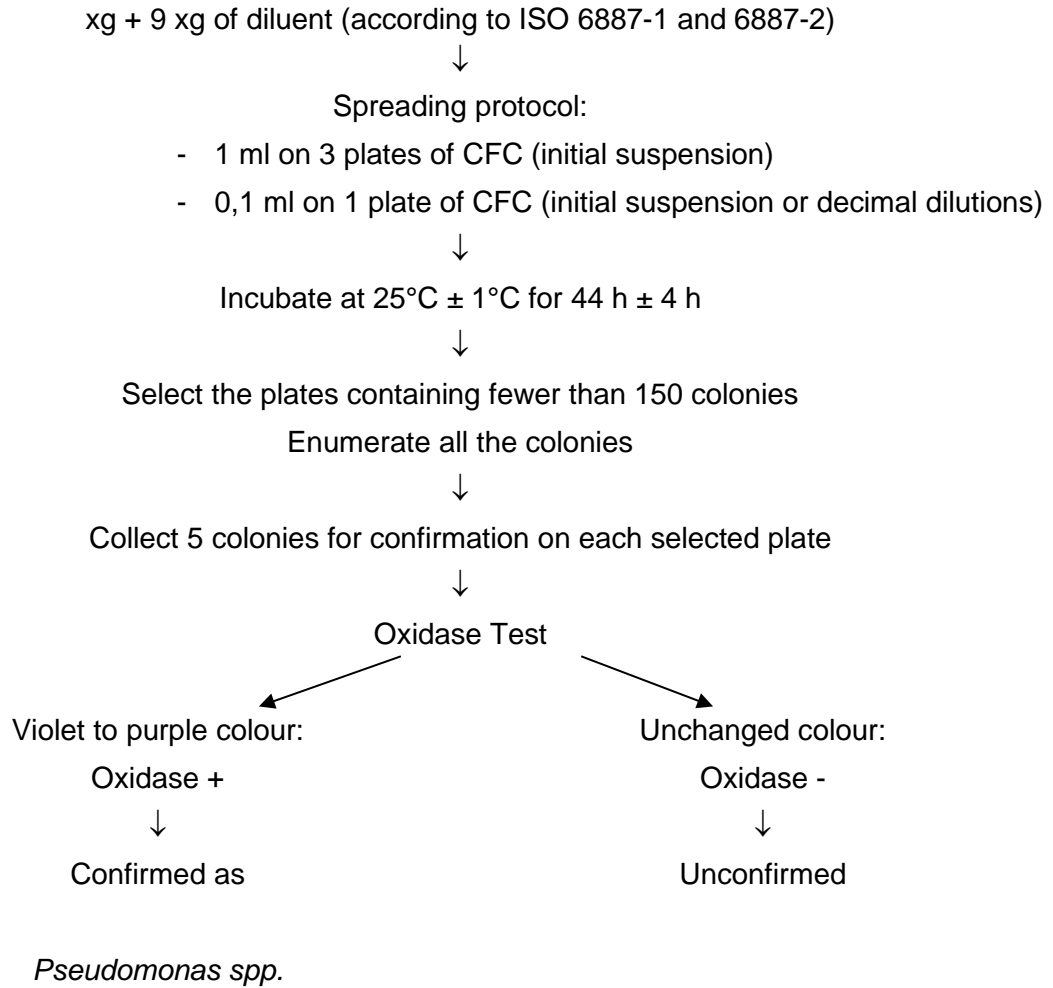 xg + 9 xg of diluent (according to ISO 6887-1 and 6887-2)
↓
Spreading protocol:
- 1 ml on 3 plates of CFC (initial suspension)
- 0,1 ml on 1 plate of CFC (initial suspension or decimal dilutions)
↓
Incubate at 25°C ± 1°C for 44 h ± 4 h
↓
Select the plates containing fewer than 150 colonies
Enumerate all the colonies
↓
Collect 5 colonies for confirmation on each selected plate
↓
Oxidase Test
Violet to purple colour:
Oxidase +
↓
Confirmed as
Pseudomonas spp.
Unchanged colour:
Oxidase -
↓
Unconfirmed